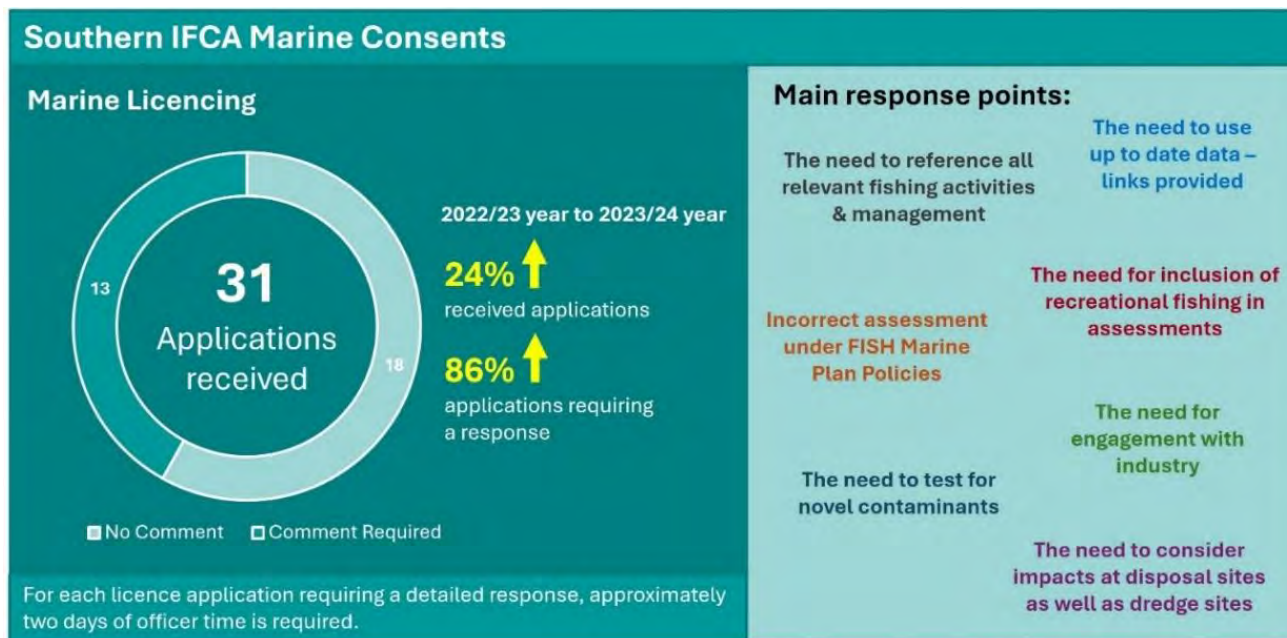 Southern IFCA Marine Consents
Marine Licencing
13
31
Applications
received
18
2022/23 year to 2023/24 year
24%
received applications
86%
applications requiring
a response
No Comment
Comment Required
For each licence application requiring a detailed response, approximately
two days of officer time is required.
Main response points:
The need to reference all
relevant fishing activities
& management
The need to use
up to date data –
links provided
Incorrect assessment
under FISH Marine
Plan Policies
The need for inclusion of
recreational fishing in
assessments
The need to test for
novel contaminants
The need for
engagement with
industry
The need to consider
impacts at disposal sites
as well as dredge sites